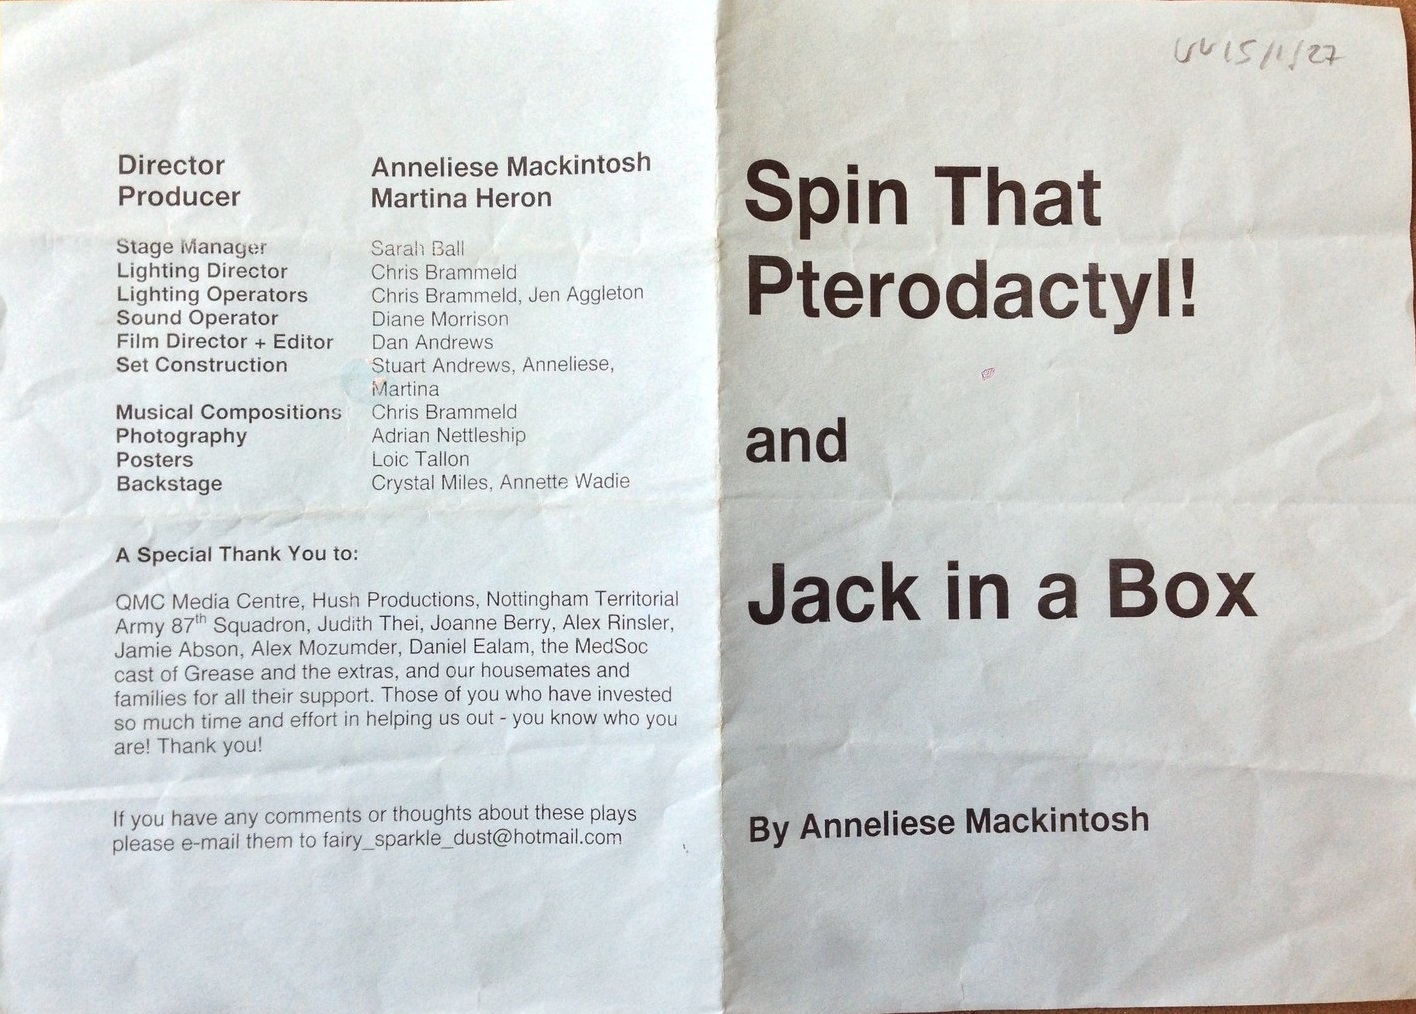 Director Anneliese Mackintosh
Producer Martina Heron
Stage Manager Sarah Ball
Lighting Director Chris Brammeld
Lighting Operators Chris Brammeld, Jen Aggleton
Sound Operator Diane Morrison
Film Director + Editor Dan Andrews
Set Construction Stuart Andrews, Anneliese,
Martina
Musical Compositions Chris Brammeld
Photography Adrian Nettleship
Posters Loic Tallon
Backstage Crystal Miles, Annette Wadie
A Special Thank You to:
QMC Media Centre, Hush Productions, Nottingham Territorial
Army 87th Squadron, Judith Thei, Joanne Berry, Alex Rinsler,
Jamie Abson, Alex Mozumder, Daniel Ealam, the MedSoc
cast of Grease and the extras, and our housemates and
families for all their support. Those of you who have invested
so much time and effort in helping us out - you know who you
are! Thank you!
If you have any comments or thoughts about these plays
please e-mail them to fairy_sparkle_dust@hotmail.com
15/1/27
Spin That
Pterodactyl!
and
Jack in a Box
By Anneliese Mackintosh